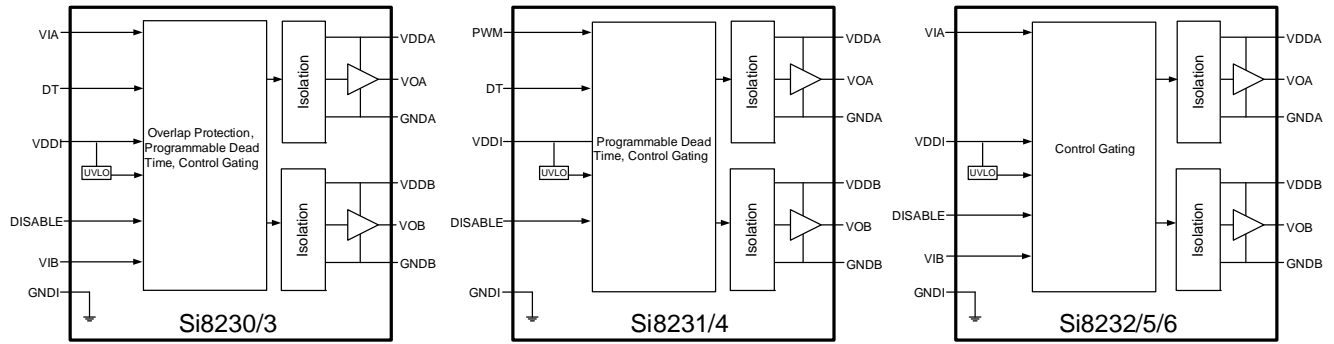 VIA
DT
VDDI
UVLO
DISABLE
VIB
GNDI
Overlap Protection,
Programmable Dead
Time, Control Gating
Isolation
Isolation
VDDA
VOA
GNDA
VDDB
VOB
GNDB
Si8230/3
PWM
DT
VDDI
UVLO
DISABLE
GNDI
Programmable Dead
Time, Control Gating
Isolation
Isolation
VDDA
VOA
GNDA
VDDB
VOB
GNDB
Si8231/4
VIA
VDDI
UVLO
DISABLE
VIB
GNDI
Control Gating
Isolation
Isolation
VDDA
VOA
GNDA
VDDB
VOB
GNDB
Si8232/5/6